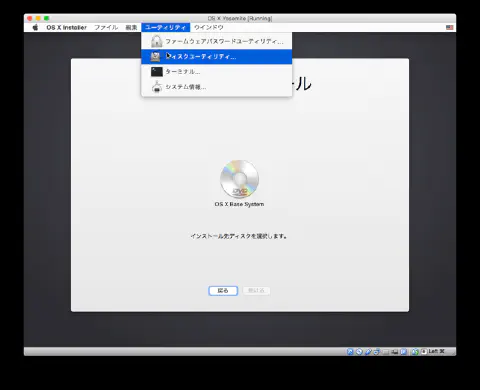 OS X Yosemite [Running]
OS X Installer ファイル 編集 ユーティリティ ウインドウ
ファームウェアパスワードユーティリティ...
ディスクユーティリティ...
ターミナル...
システム情報...
ール
DVD
OS X Base System
インストール先ディスクを選択します。
戻る 続ける
Left ⌘